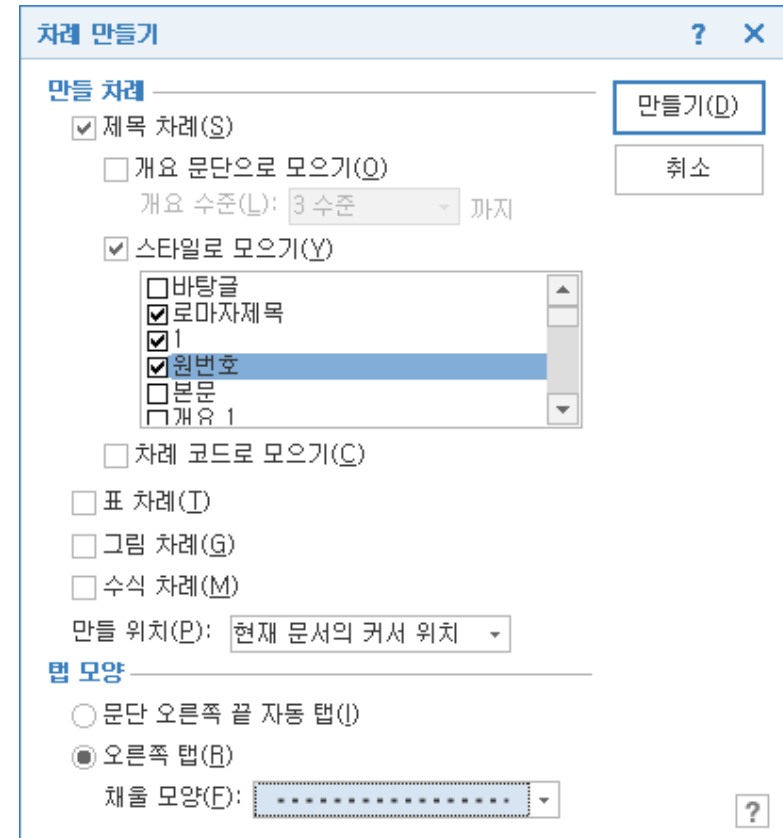 차례 만들기 ?
만들 차례
만들기(D)
제목 차례(S)
개요 문단으로 모으기(O)
취소
개요 수준(L): 3 수준 까지
스타일로 모으기(Y)
바탕글
로마자제목
1
원번호
본문
개요 1
차례 코드로 모으기(C)
표 차례(T)
그림 차례(G)
수식 차례(M)
만들 위치(P): 현재 문서의 커서 위치
탭 모양
문단 오른쪽 끝 자동 탭(I)
오른쪽 탭(R)
채울 모양(F):
?